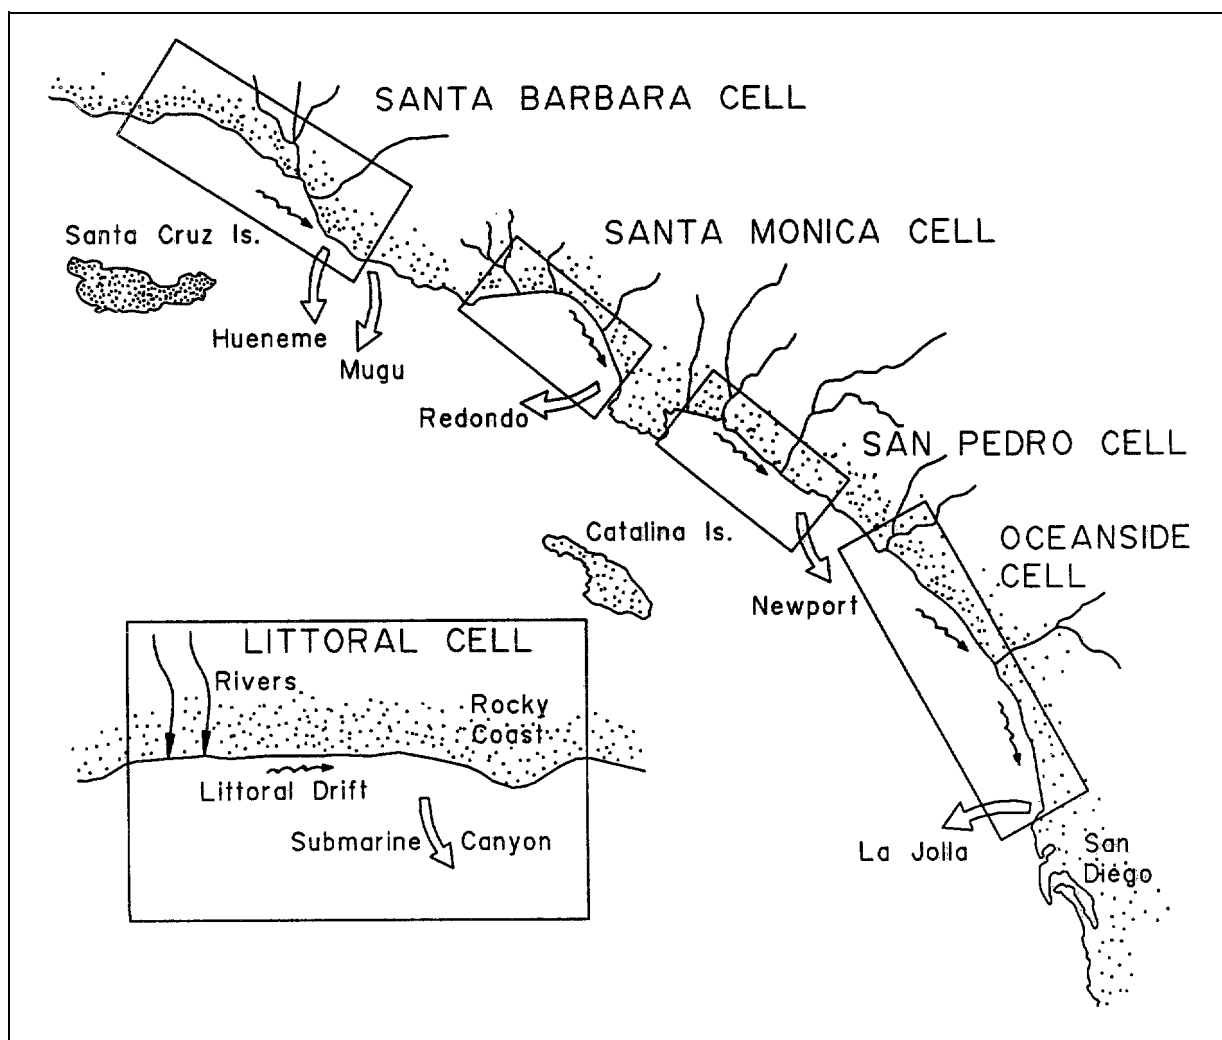 SANTA BARBARA CELL
Santa Cruz Is.
SANTA MONICA CELL
Hueneme
Mugu
Redondo
SAN PEDRO CELL
Catalina Is.
OCEANSIDE
CELL
Newport
LITTORAL CELL
Rivers
Rocky
Coast
Littoral Drift
Submarine Canyon
La Jolla
San
Diego